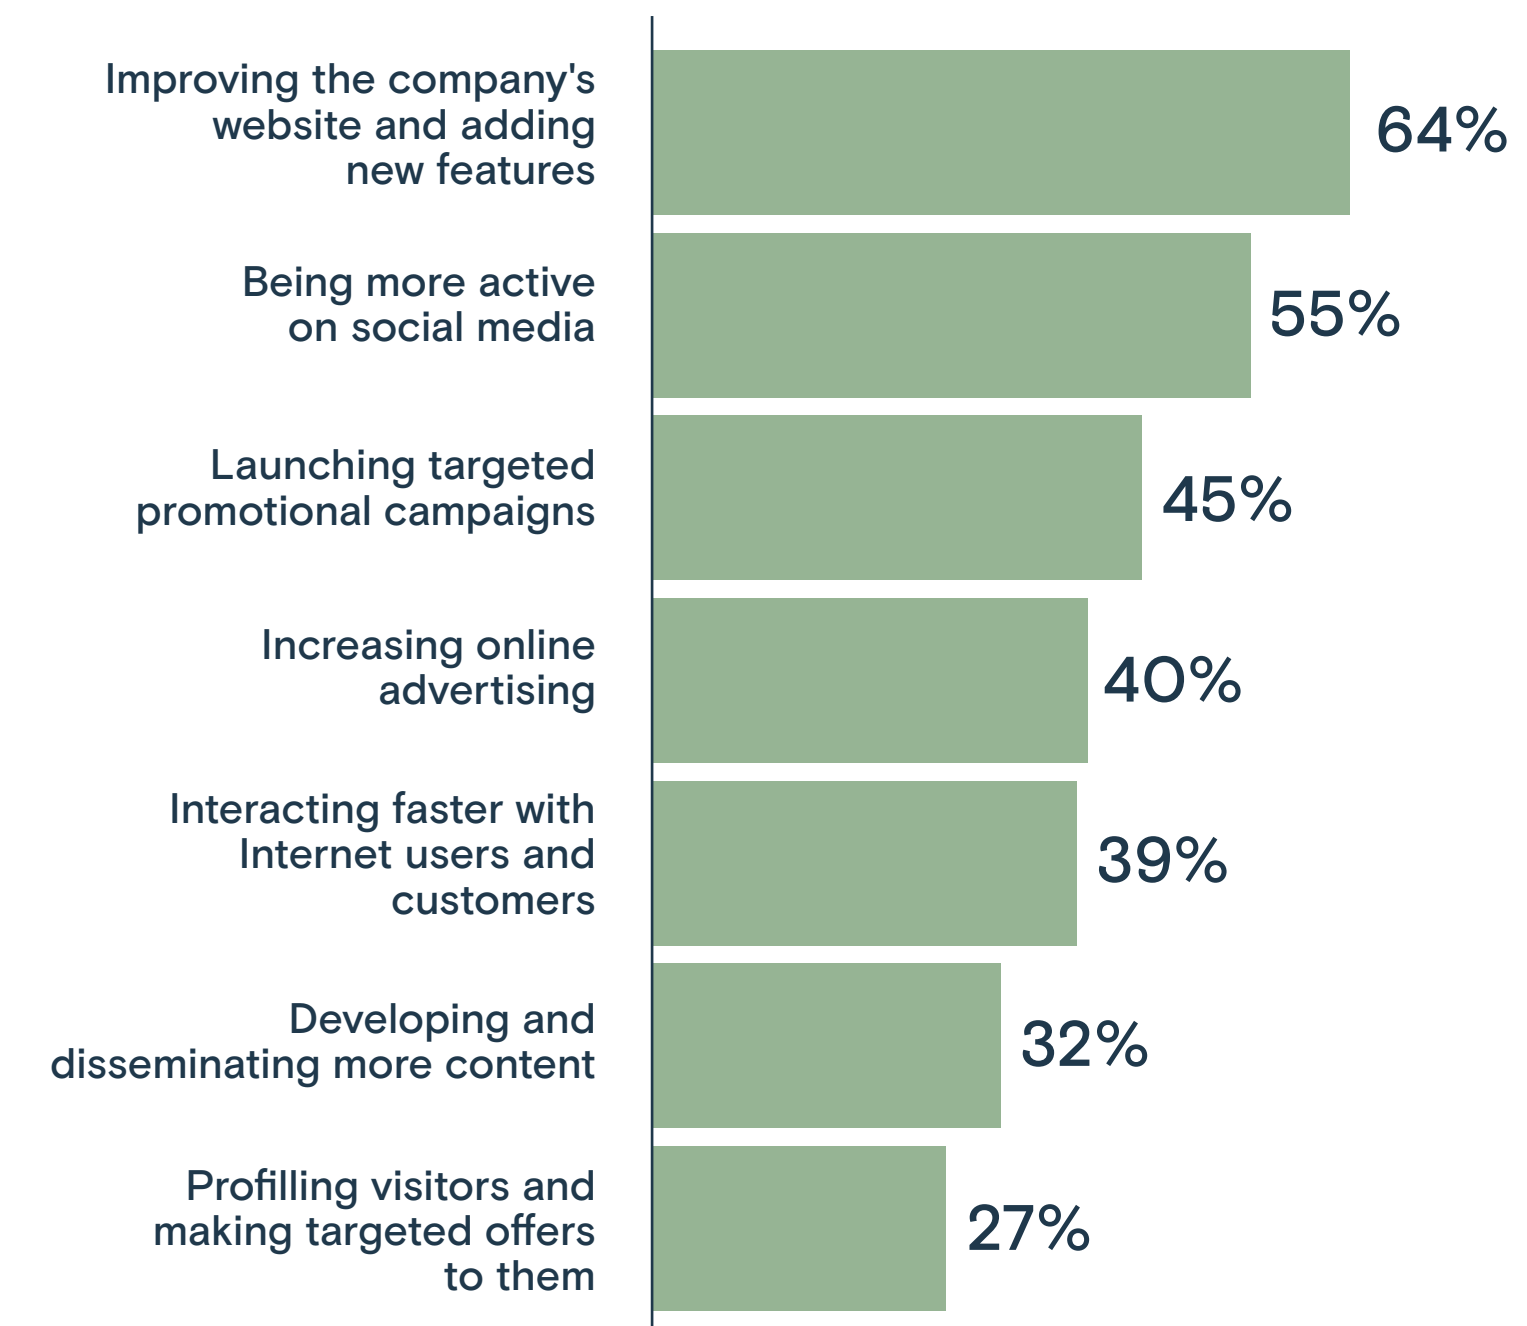 Improving the company's
website and adding
new features
64%
Being more active
on social media
55%
Launching targeted
promotional campaigns
45%
Increasing online
advertising
40%
Interacting faster with
Internet users and
customers
39%
Developing and
disseminating more content
32%
Profilling visitors and
making targeted offers
to them
27%